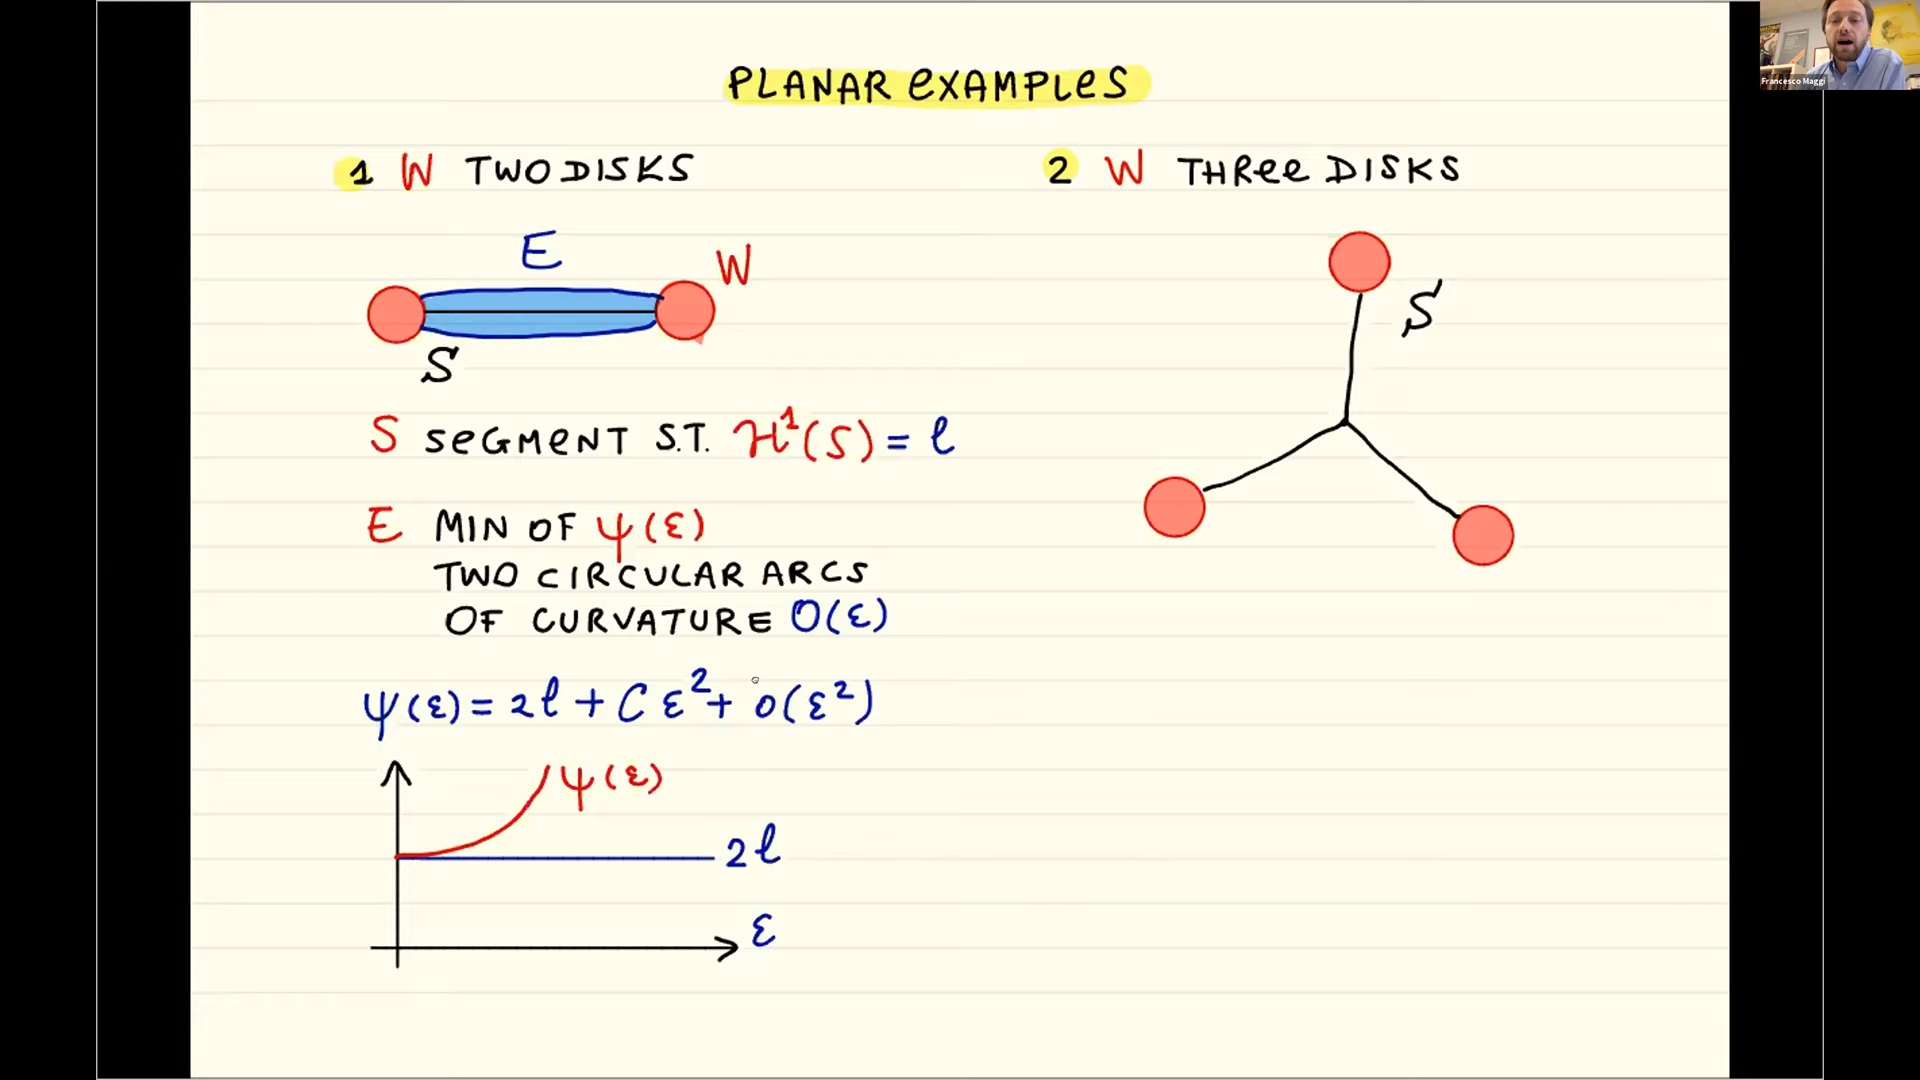 PLANAR EXAMPLES
1 W TWO DISKS
E
W
S
S SEGMENT S.T. H¹(S) = ℓ
E MIN OF ψ(ε)
TWO CIRCULAR ARCS
OF CURVATURE O(ε)
ψ(ε) = 2ℓ + Cε² + o(ε²)
ψ(ε)
2ℓ
ε
2 W THREE DISKS
S
Francesco Maggi